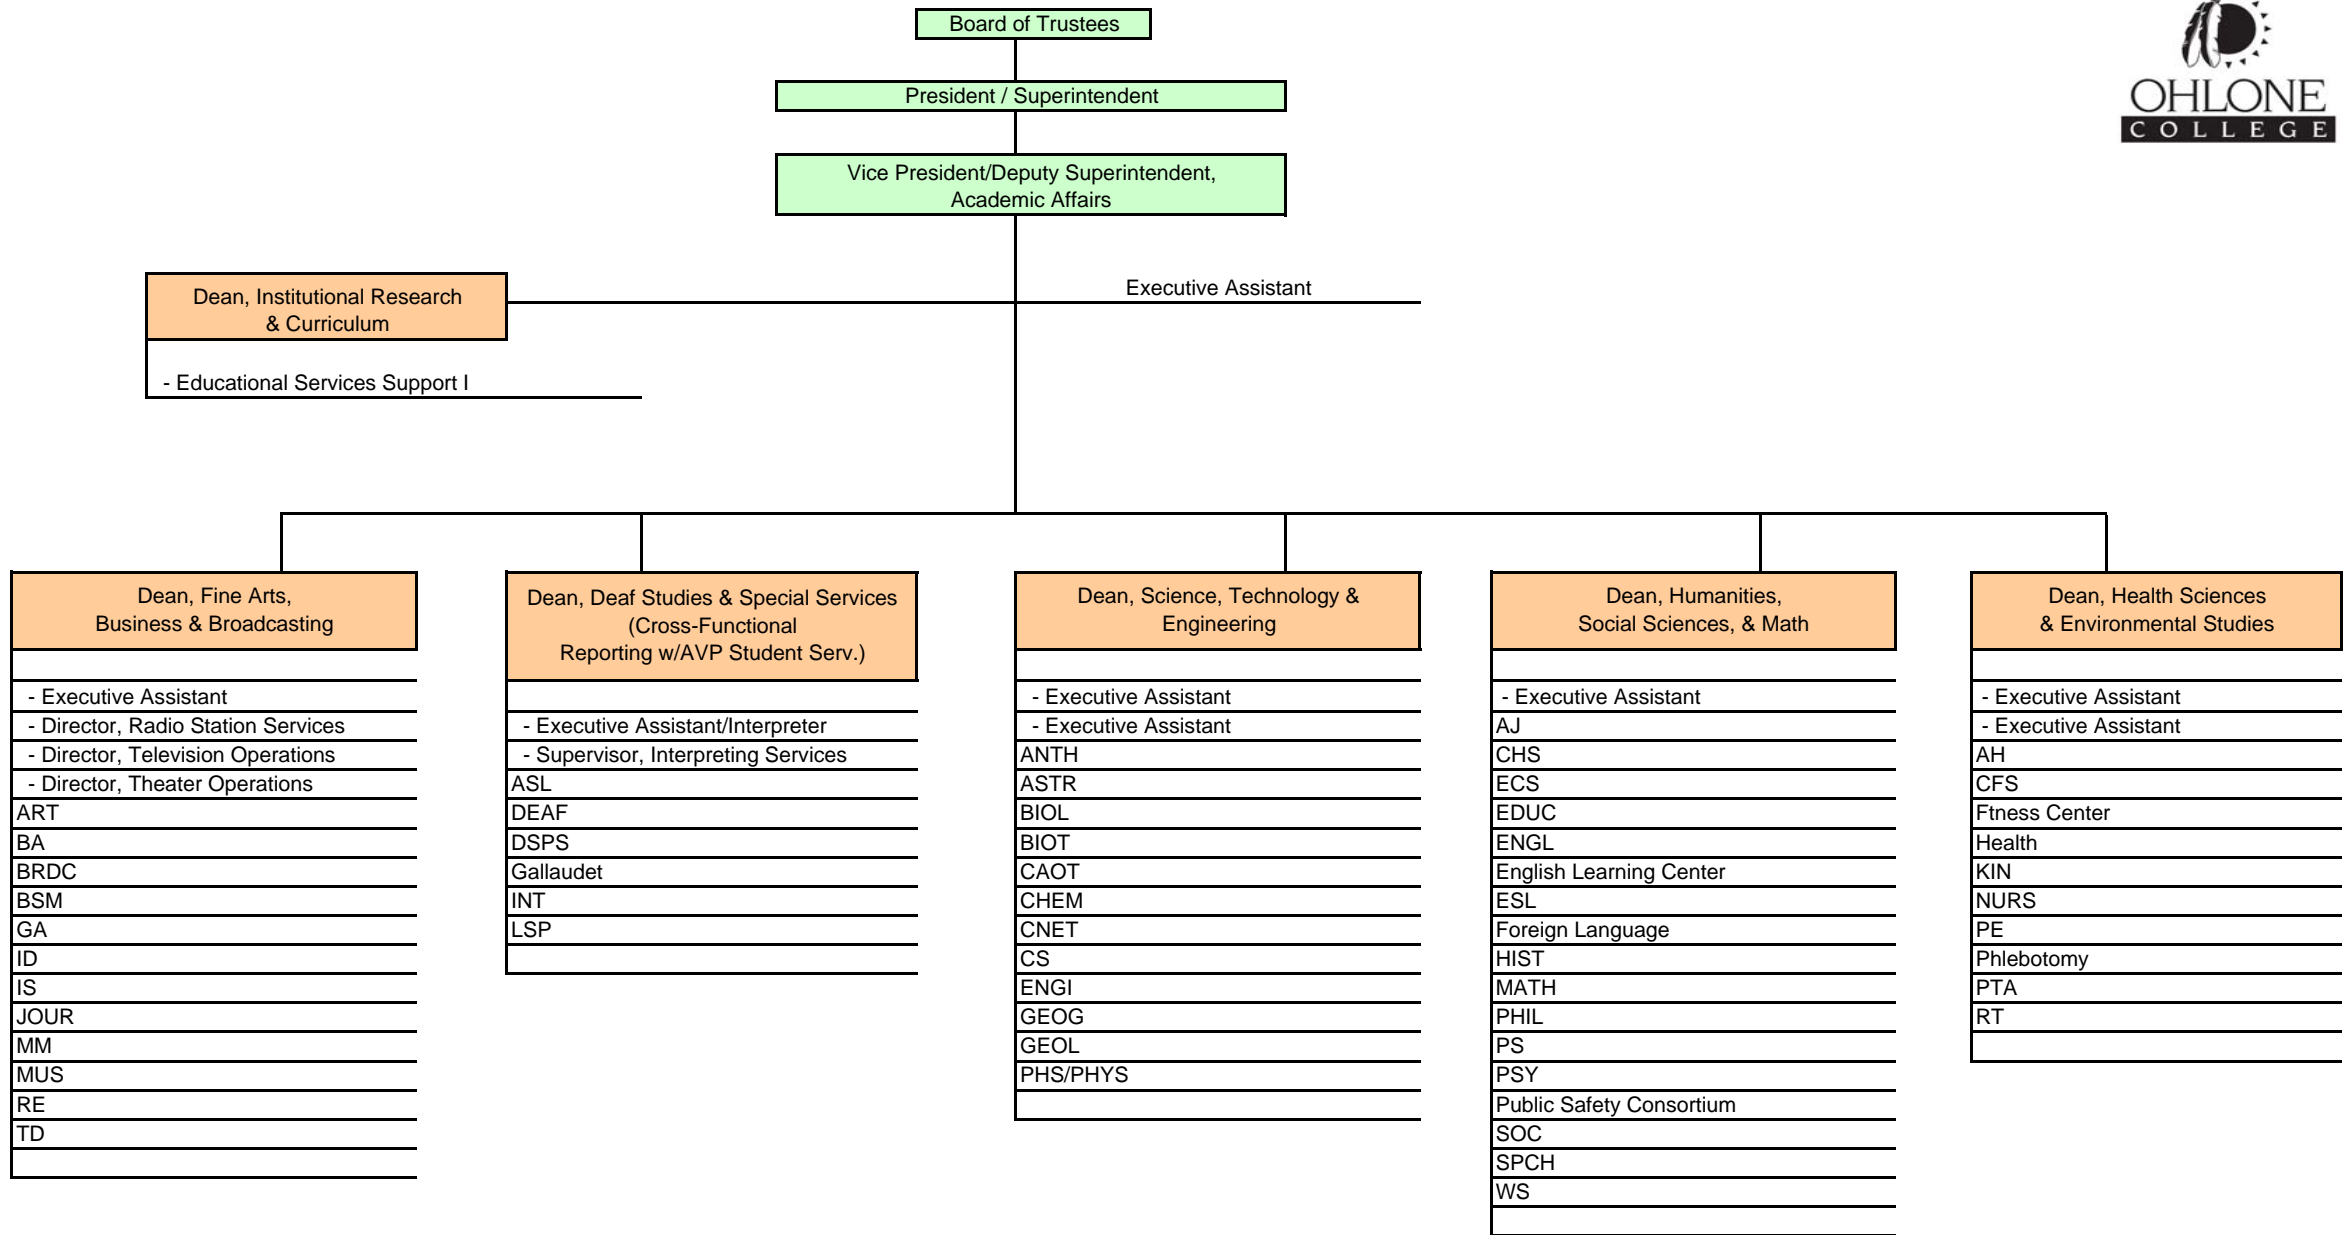 Board of Trustees
OHLONE
COLLEGE
President / Superintendent
Vice President/Deputy Superintendent,
Academic Affairs
Dean, Institutional Research
& Curriculum
Executive Assistant
- Educational Services Support I
Dean, Fine Arts,
Business & Broadcasting
- Executive Assistant
- Director, Radio Station Services
- Director, Television Operations
- Director, Theater Operations
ART
BA
BRDC
BSM
GA
ID
IS
JOUR
MM
MUS
RE
TD
Dean, Deaf Studies & Special Services
(Cross-Functional
Reporting w/AVP Student Serv.)
- Executive Assistant/Interpreter
- Supervisor, Interpreting Services
ASL
DEAF
DSPS
Gallaudet
INT
LSP
Dean, Science, Technology &
Engineering
- Executive Assistant
- Executive Assistant
ANTH
ASTR
BIOL
BIOT
CAOT
CHEM
CNET
CS
ENGI
GEOG
GEOL
PHS/PHYS
Dean, Humanities,
Social Sciences, & Math
- Executive Assistant
AJ
CHS
ECS
EDUC
ENGL
English Learning Center
ESL
Foreign Language
HIST
MATH
PHIL
PS
PSY
Public Safety Consortium
SOC
SPCH
WS
Dean, Health Sciences
& Environmental Studies
- Executive Assistant
- Executive Assistant
AH
CFS
Ftness Center
Health
KIN
NURS
PE
Phlebotomy
PTA
RT